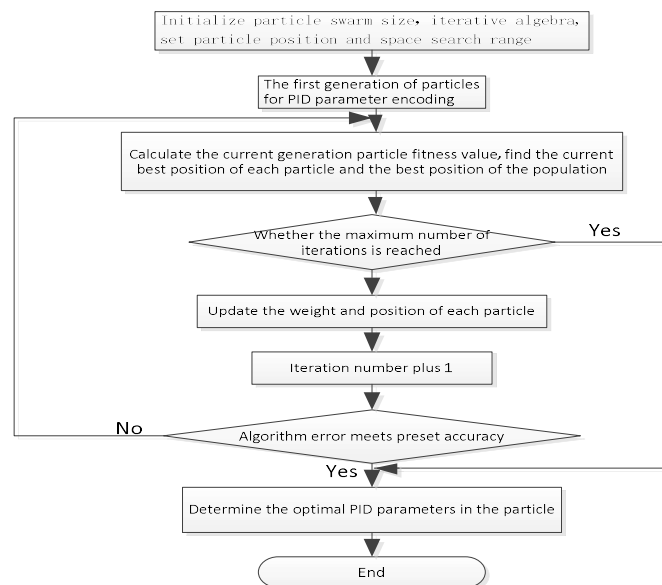 Initialize particle swarm size, iterative algebra,
set particle position and space search range
The first generation of particles
for PID parameter encoding
Calculate the current generation particle fitness value, find the current
best position of each particle and the best position of the population
Whether the maximum number of
iterations is reached
Yes
Update the weight and position of each particle
Iteration number plus 1
No
Algorithm error meets preset accuracy
Yes
Determine the optimal PID parameters in the particle
End